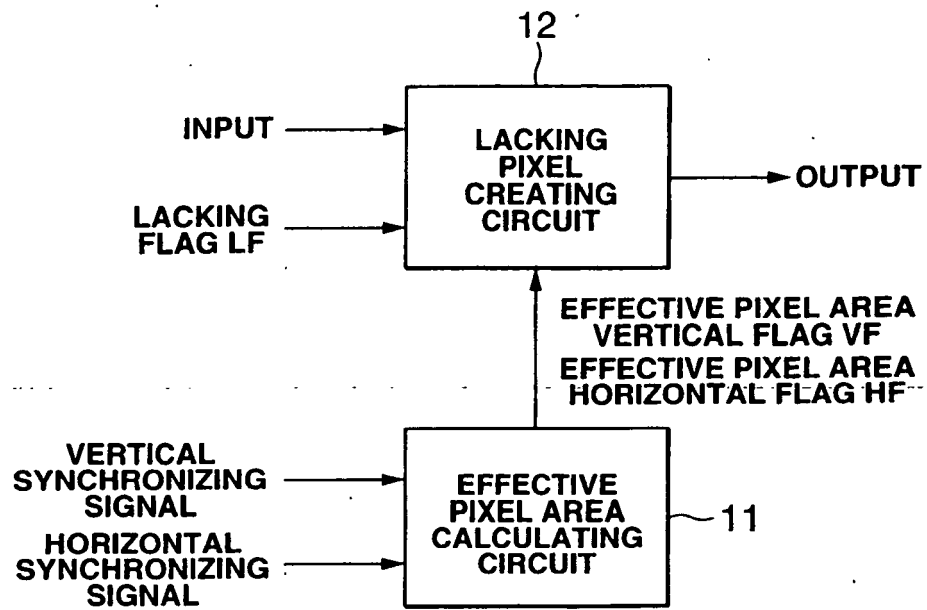 12
INPUT
LACKING
FLAG LF
LACKING
PIXEL
CREATING
CIRCUIT
OUTPUT
EFFECTIVE PIXEL AREA
VERTICAL FLAG VF
EFFECTIVE PIXEL AREA
HORIZONTAL FLAG HF
VERTICAL
SYNCHRONIZING
SIGNAL
HORIZONTAL
SYNCHRONIZING
SIGNAL
EFFECTIVE
PIXEL AREA
CALCULATING
CIRCUIT
11